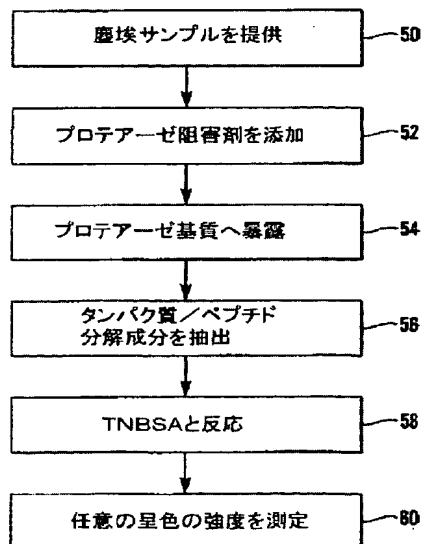 塵埃サンプルを提供 50
プロテアーゼ阻害剤を添加 52
プロテアーゼ基質へ暴露 54
タンパク質／ペプチド
分解成分を抽出 56
TNBSAと反応 58
任意の呈色の強度を測定 60